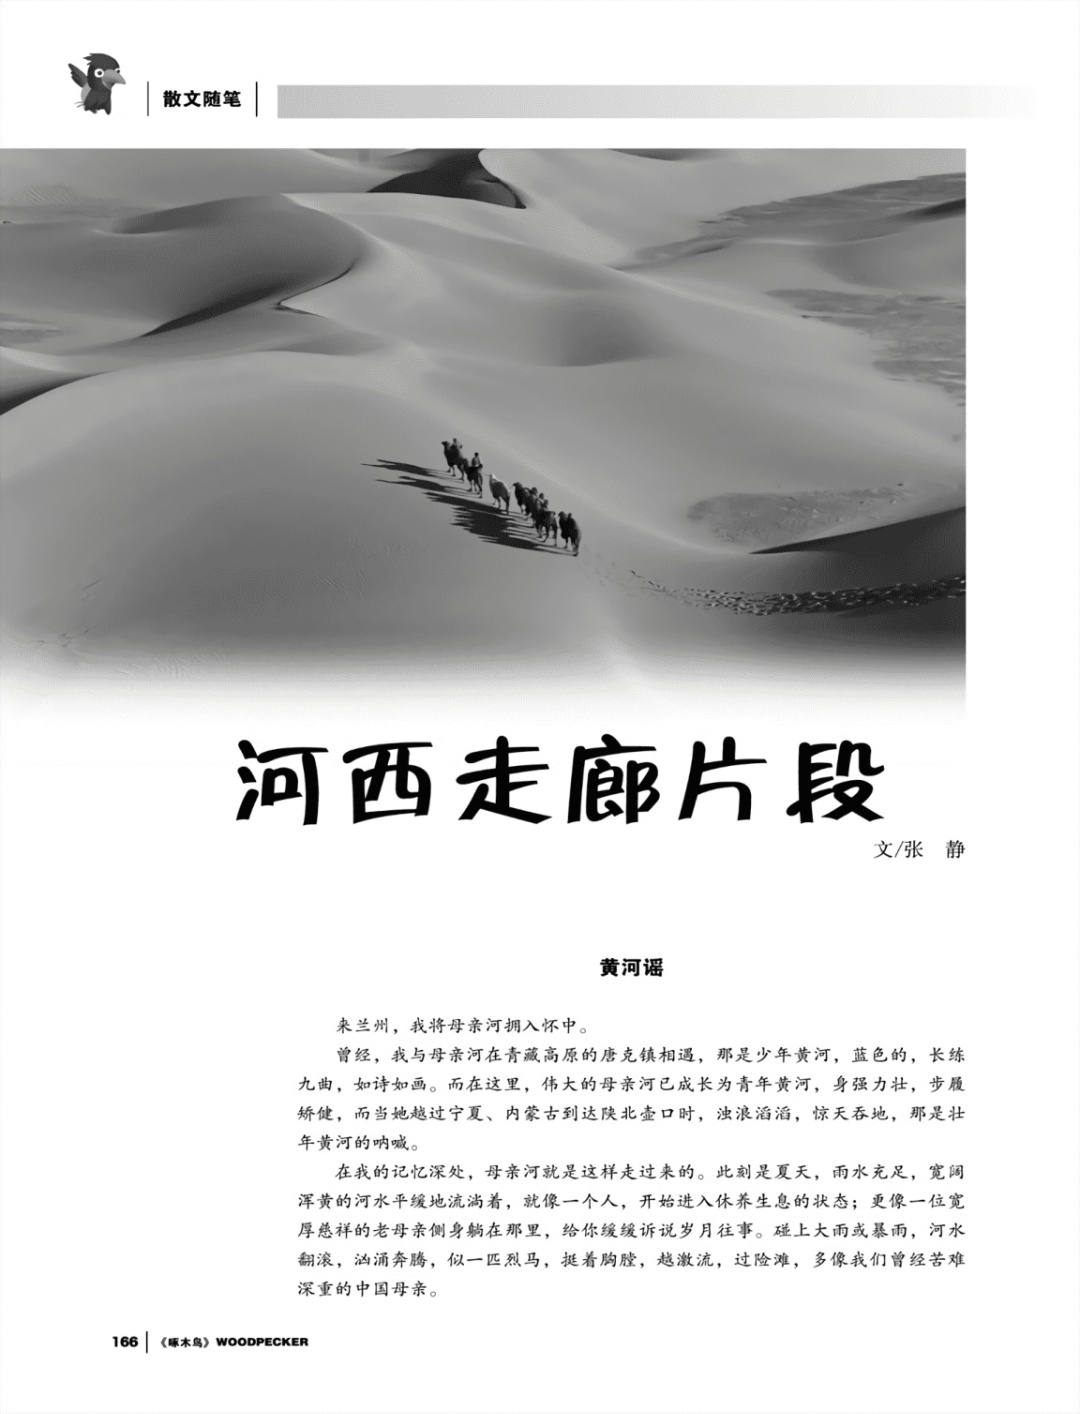 散文随笔
河西走廊片段
文/张 静
黄河谣
来兰州，我将母亲河拥入怀中。
曾经，我与母亲河在青藏高原的唐克镇相遇，那是少年黄河，蓝色的，长练
九曲，如诗如画。而在这里，伟大的母亲河已成长为青年黄河，身强力壮，步履
矫健，而当她越过宁夏、内蒙古到达陕北壶口时，浊浪滔滔，惊天吞地，那是壮
年黄河的呐喊。
在我的记忆深处，母亲河就是这样走过来的。此刻是夏天，雨水充足，宽阔
浑黄的河水平缓地流淌着，就像一个人，开始进入休养生息的状态；更像一位宽
厚慈祥的老母亲侧身躺在那里，给你缓缓诉说岁月往事。碰上大雨或暴雨，河水
翻滚，汹涌奔腾，似一匹烈马，挺着胸膛，越激流，过险滩，多像我们曾经苦难
深重的中国母亲。
166 《啄木鸟》WOODPECKER